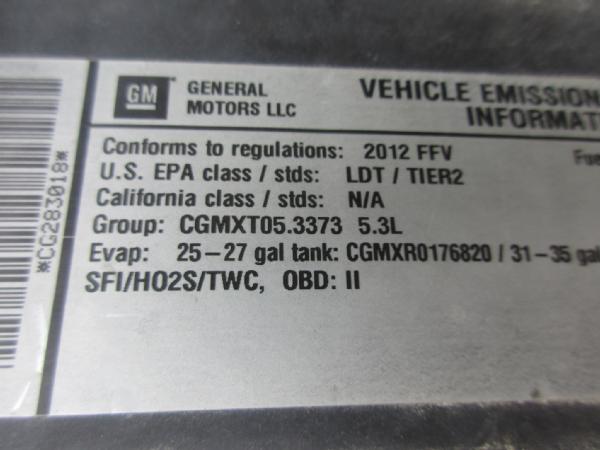 *CG283018*
GM GENERAL MOTORS LLC
VEHICLE EMISSION
INFORMAT
Conforms to regulations: 2012 FFV Fue
U.S. EPA class / stds: LDT / TIER2
California class / stds: N/A
Group: CGMXT05.3373 5.3L
Evap: 25-27 gal tank: CGMXR0176820 / 31-35 gal
SFI/HO2S/TWC, OBD: II